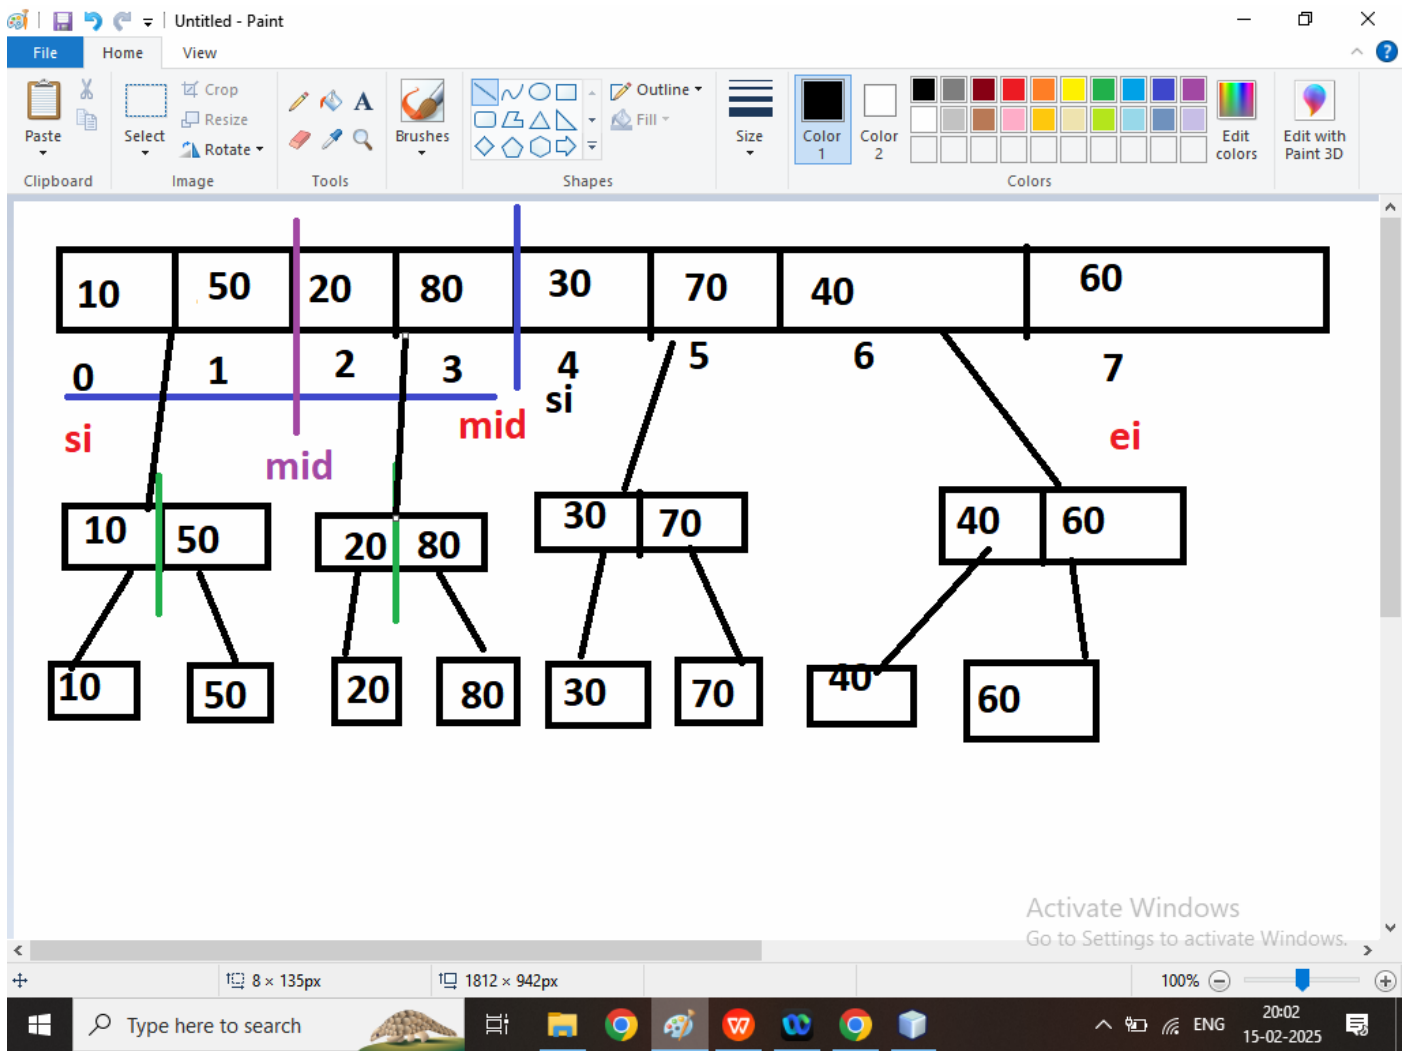 Untitled - Paint
File Home View
Paste
Clipboard
Select
Crop
Resize
Rotate
Image
A
Tools
Brushes
Outline
Fill
Shapes
Size
Color 1
Color 2
Edit colors
Colors
Edit with Paint 3D
10 50 20 80 30 70 40 60
0 1 2 3 4 5 6 7
si mid mid si ei
10 50 20 80 30 70 40 60
10 50 20 80 30 70 40 60
Activate Windows
Go to Settings to activate Windows.
8 × 135px 1812 × 942px 100%
Type here to search
ENG
20:02
15-02-2025